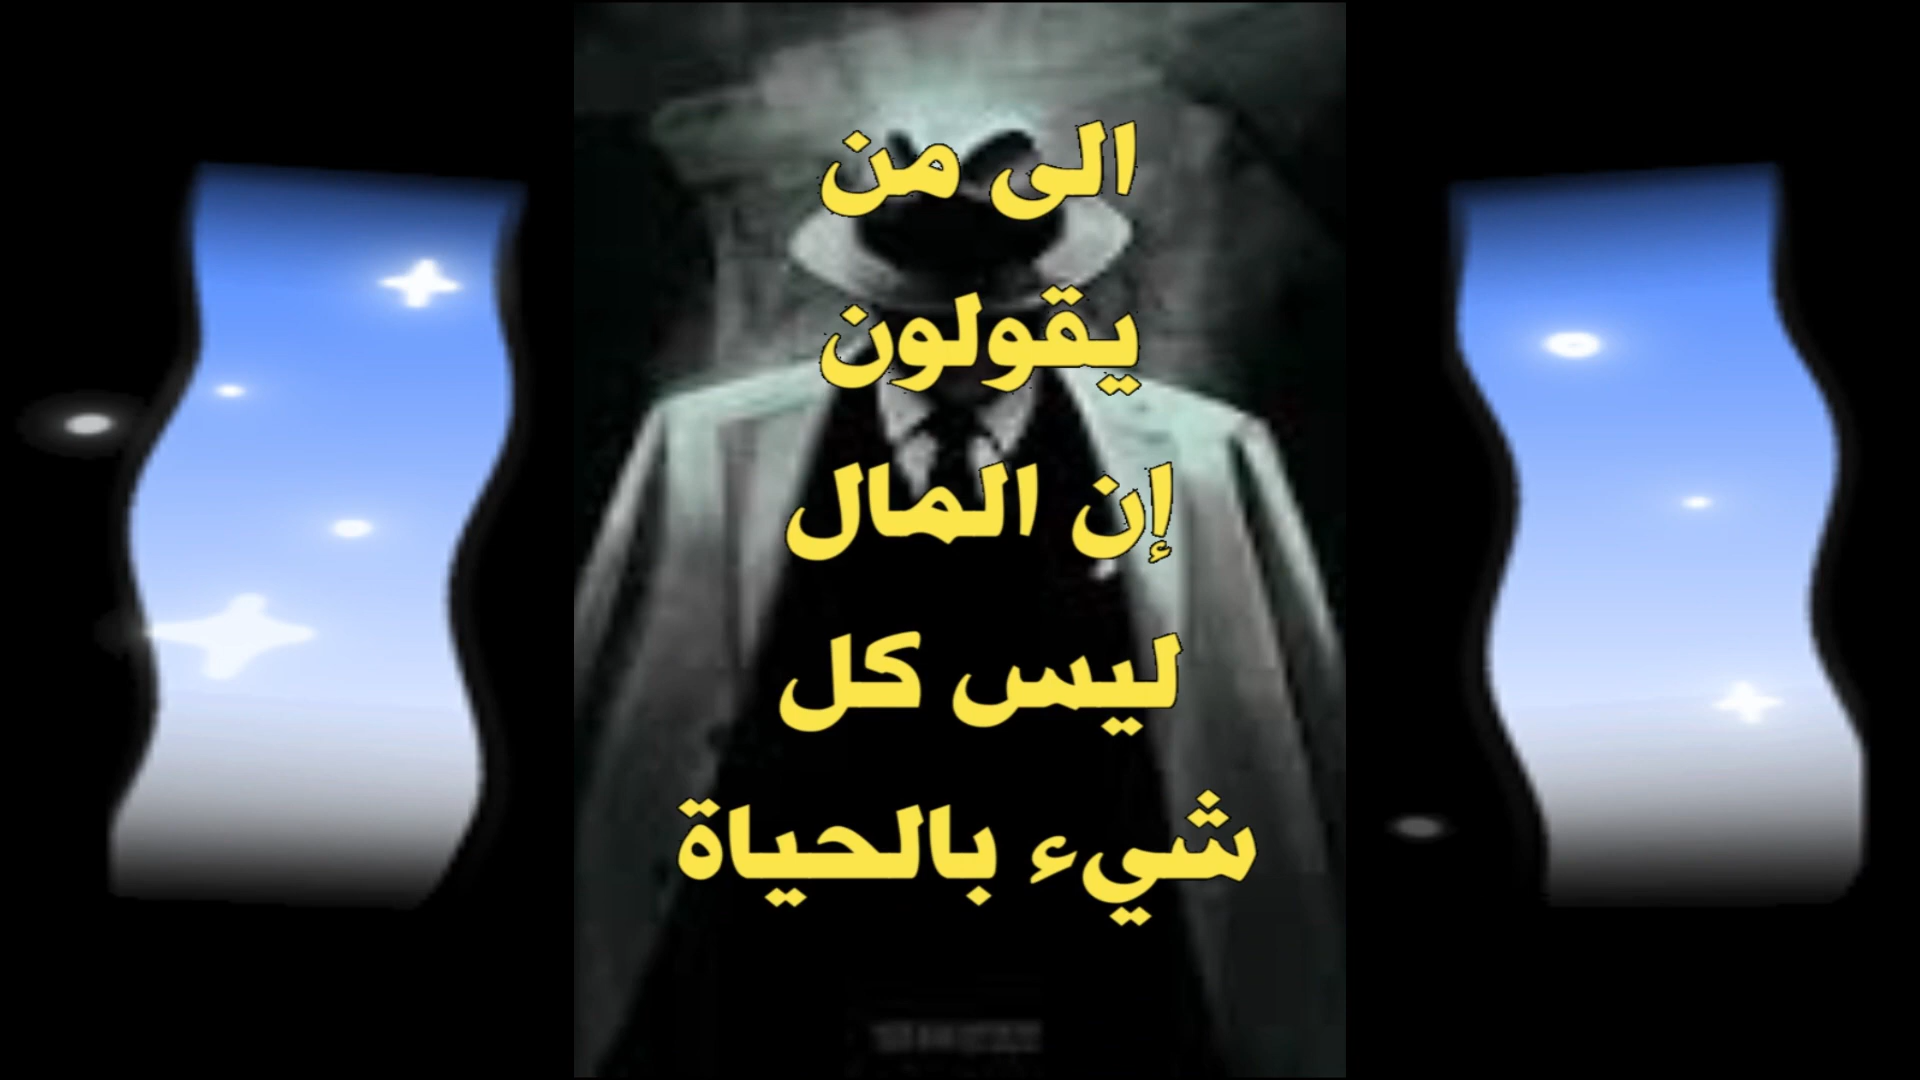 الى من
يقولون
إن المال
ليس كل
شيء بالحياة